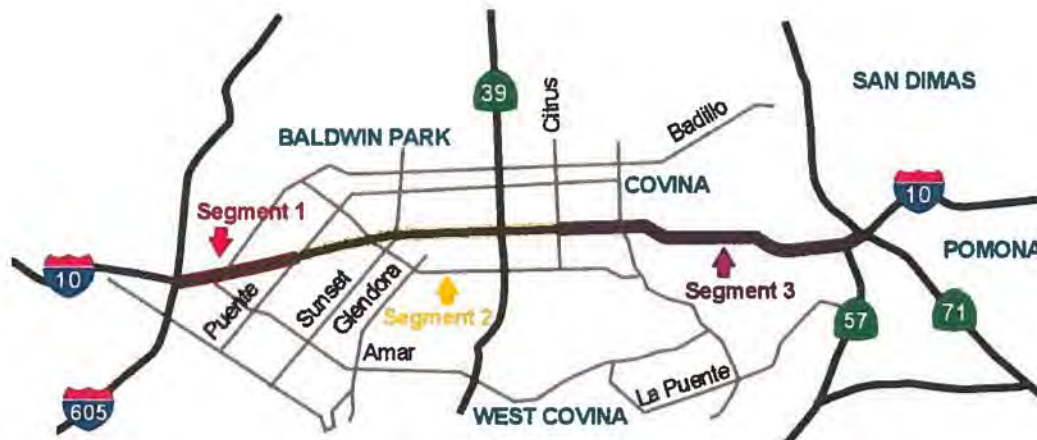 39
SAN DIMAS
Citrus
Badillo
BALDWIN PARK
COVINA
10
Segment 1
POMONA
10
Segment 3
Puente
Sunset
Glendora
Segment 2
57
71
Amar
La Puente
605
WEST COVINA